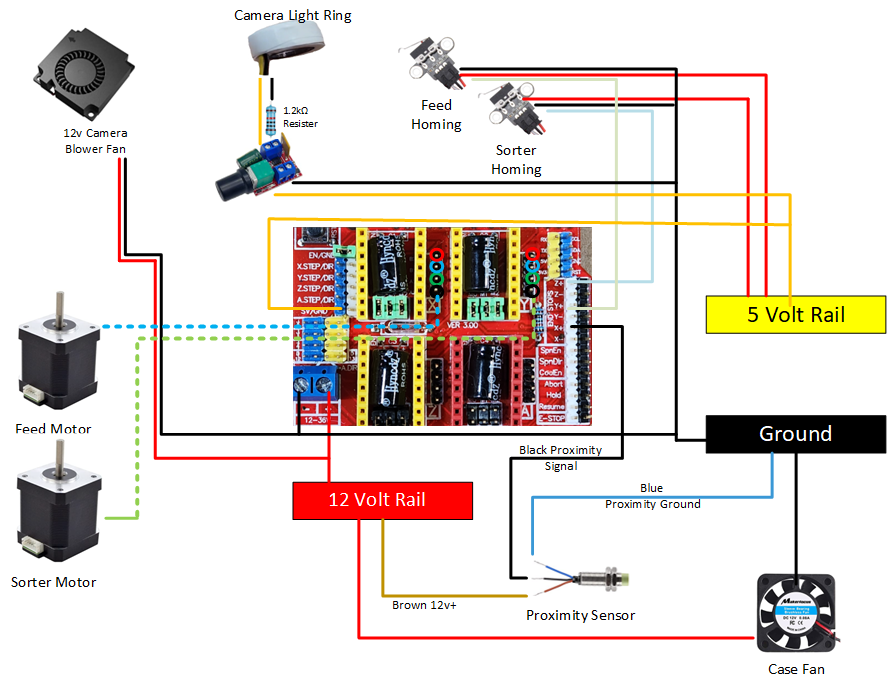 Camera Light Ring
1.2kΩ
Resister
12v Camera
Blower Fan
Feed
Homing
Sorter
Homing
EN/GND
X.STEP/DIR
Y.STEP/DIR
Z.STEP/DIR
A.STEP/DIR
5V/GND
X
Y
VER 3.00
Z+
Z-
Y+
Y-
X+
X-
SpnEn
SpnDir
CoolEn
Abort
Hold
Resume
E-STOP
Z
A
12-36V
5 Volt Rail
Feed Motor
Ground
Black Proximity
Signal
Blue
Proximity Ground
12 Volt Rail
Sorter Motor
Brown 12v+
Proximity Sensor
DC 12V
Case Fan